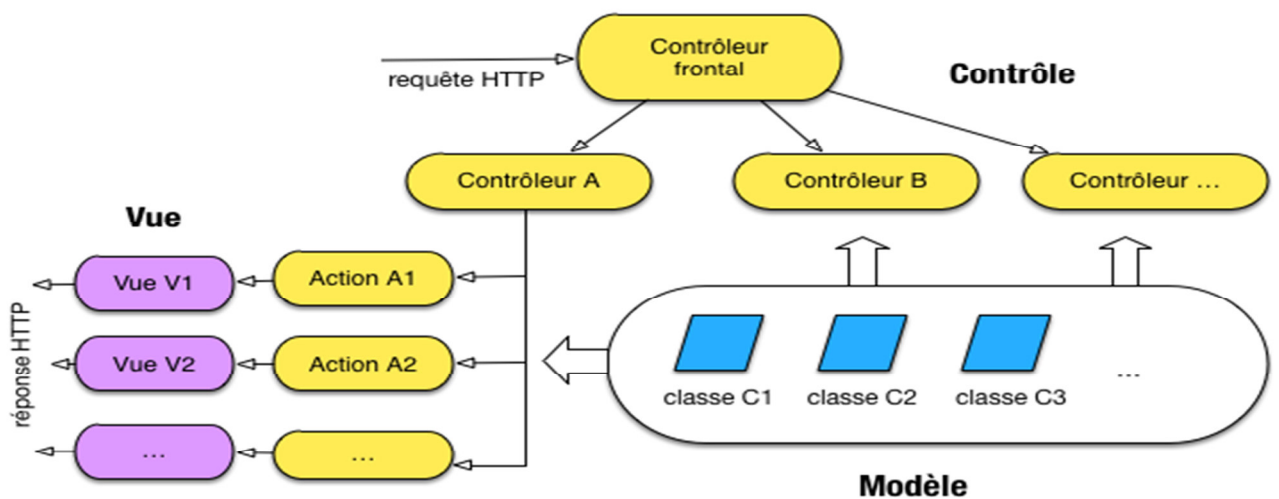 Contrôleur
frontal
requête HTTP
Contrôle
Contrôleur A
Contrôleur B
Contrôleur ...
Vue
Vue V1
Action A1
Vue V2
Action A2
...
...
réponse HTTP
classe C1
classe C2
classe C3
...
Modèle